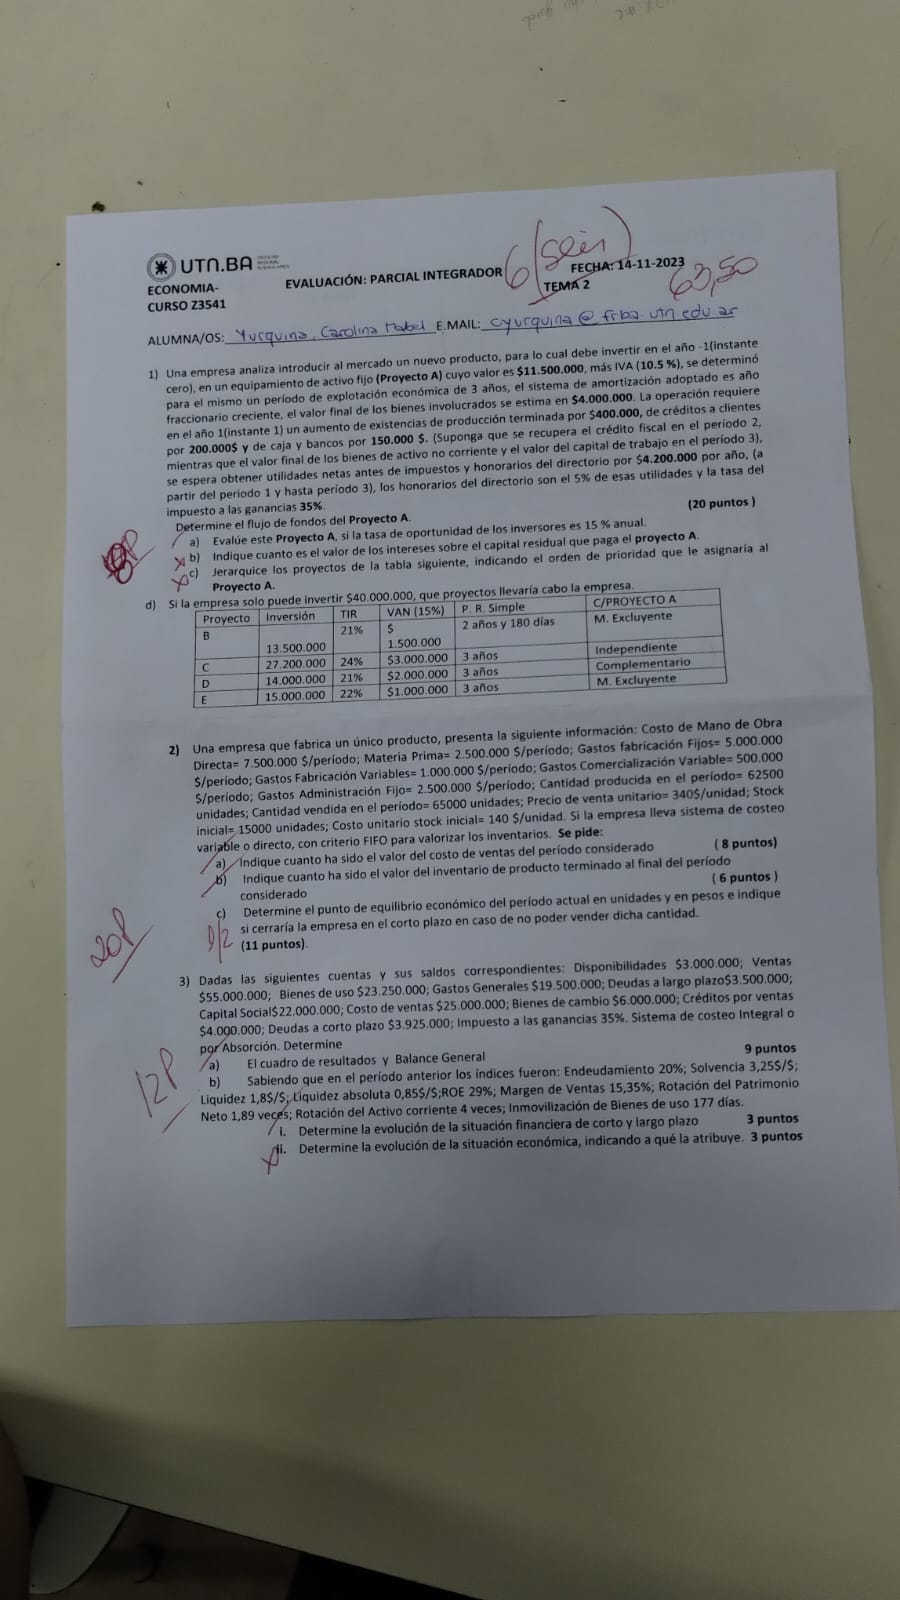 UTN.BA
6 (seis)
ECONOMIA-
EVALUACIÓN: PARCIAL INTEGRADOR
FECHA: 14-11-2023
CURSO Z3541
TEMA 2
63,50
ALUMNA/OS: Yurquina, Carolina Mabel E.MAIL: cyurquina@frba.utn.edu.ar
1) Una empresa analiza introducir al mercado un nuevo producto, para lo cual debe invertir en el año -1(instante
cero), en un equipamiento de activo fijo (Proyecto A) cuyo valor es $11.500.000, más IVA (10.5 %), se determinó
para el mismo un período de explotación económica de 3 años, el sistema de amortización adoptado es año
fraccionario creciente, el valor final de los bienes involucrados se estima en $4.000.000. La operación requiere
en el año 1(instante 1) un aumento de existencias de producción terminada por $400.000, de créditos a clientes
por 200.000$ y de caja y bancos por 150.000 $. (Suponga que se recupera el crédito fiscal en el período 2,
mientras que el valor final de los bienes de activo no corriente y el valor del capital de trabajo en el período 3),
se espera obtener utilidades netas antes de impuestos y honorarios del directorio por $4.200.000 por año, (a
partir del periodo 1 y hasta período 3), los honorarios del directorio son el 5% de esas utilidades y la tasa del
impuesto a las ganancias 35%.
Determine el flujo de fondos del Proyecto A. (20 puntos )
a) Evalúe este Proyecto A, si la tasa de oportunidad de los inversores es 15 % anual.
b) Indique cuanto es el valor de los intereses sobre el capital residual que paga el proyecto A.
c) Jerarquice los proyectos de la tabla siguiente, indicando el orden de prioridad que le asignaría al
Proyecto A.
d) Si la empresa solo puede invertir $40.000.000, que proyectos llevaría cabo la empresa.
Proyecto Inversión TIR VAN (15%) P. R. Simple C/PROYECTO A
B 13.500.000 21% $ 1.500.000 2 años y 180 días M. Excluyente
C 27.200.000 24% $3.000.000 3 años Independiente
D 14.000.000 21% $2.000.000 3 años Complementario
E 15.000.000 22% $1.000.000 3 años M. Excluyente
2) Una empresa que fabrica un único producto, presenta la siguiente información: Costo de Mano de Obra
Directa= 7.500.000 $/período; Materia Prima= 2.500.000 $/período; Gastos fabricación Fijos= 5.000.000
$/período; Gastos Fabricación Variables= 1.000.000 $/período; Gastos Comercialización Variable= 500.000
$/período; Gastos Administración Fijo= 2.500.000 $/período; Cantidad producida en el período= 62500
unidades; Cantidad vendida en el período= 65000 unidades; Precio de venta unitario= 340$/unidad; Stock
inicial= 15000 unidades; Costo unitario stock inicial= 140 $/unidad. Si la empresa lleva sistema de costeo
variable o directo, con criterio FIFO para valorizar los inventarios. Se pide:
a) Indique cuanto ha sido el valor del costo de ventas del período considerado ( 8 puntos)
b) Indique cuanto ha sido el valor del inventario de producto terminado al final del período
considerado ( 6 puntos )
c) Determine el punto de equilibrio económico del período actual en unidades y en pesos e indique
si cerraría la empresa en el corto plazo en caso de no poder vender dicha cantidad.
(11 puntos).
20P
3) Dadas las siguientes cuentas y sus saldos correspondientes: Disponibilidades $3.000.000; Ventas
$55.000.000; Bienes de uso $23.250.000; Gastos Generales $19.500.000; Deudas a largo plazo$3.500.000;
Capital Social$22.000.000; Costo de ventas $25.000.000; Bienes de cambio $6.000.000; Créditos por ventas
$4.000.000; Deudas a corto plazo $3.925.000; Impuesto a las ganancias 35%. Sistema de costeo Integral o
por Absorción. Determine
a) El cuadro de resultados y Balance General 9 puntos
b) Sabiendo que en el período anterior los índices fueron: Endeudamiento 20%; Solvencia 3,25$/$;
Liquidez 1,8$/$; Liquidez absoluta 0,85$/$;ROE 29%; Margen de Ventas 15,35%; Rotación del Patrimonio
Neto 1,89 veces; Rotación del Activo corriente 4 veces; Inmovilización de Bienes de uso 177 días.
12P
i. Determine la evolución de la situación financiera de corto y largo plazo 3 puntos
ii. Determine la evolución de la situación económica, indicando a qué la atribuye. 3 puntos